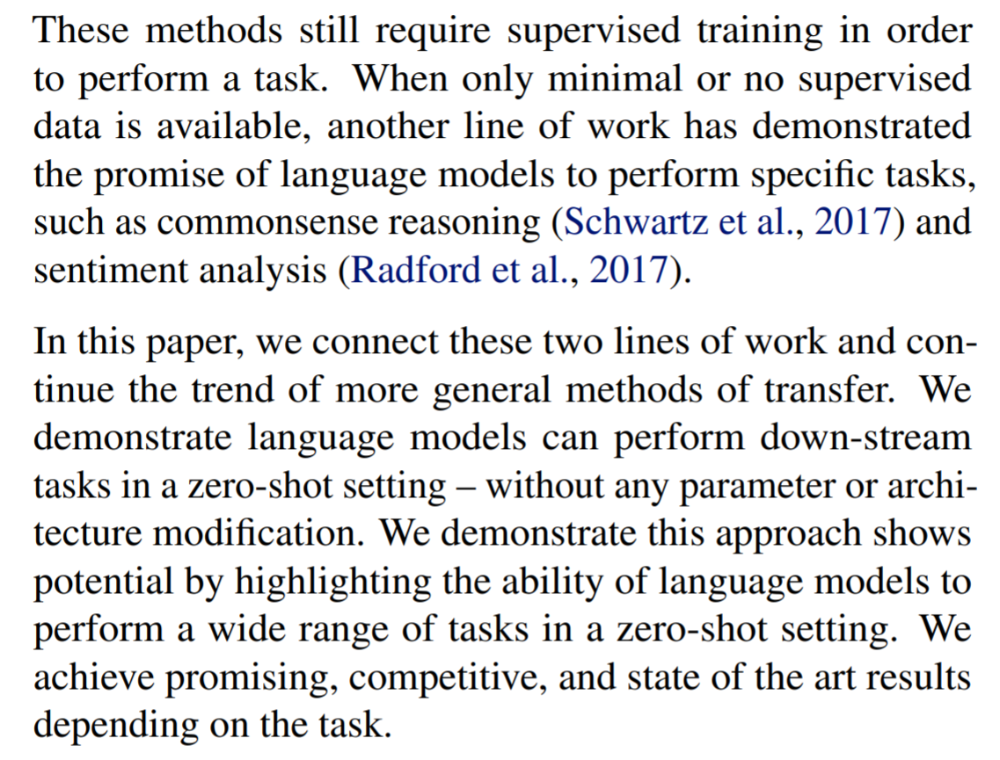 These methods still require supervised training in order
to perform a task. When only minimal or no supervised
data is available, another line of work has demonstrated
the promise of language models to perform specific tasks,
such as commonsense reasoning (Schwartz et al., 2017) and
sentiment analysis (Radford et al., 2017).
In this paper, we connect these two lines of work and con-
tinue the trend of more general methods of transfer. We
demonstrate language models can perform down-stream
tasks in a zero-shot setting – without any parameter or archi-
tecture modification. We demonstrate this approach shows
potential by highlighting the ability of language models to
perform a wide range of tasks in a zero-shot setting. We
achieve promising, competitive, and state of the art results
depending on the task.